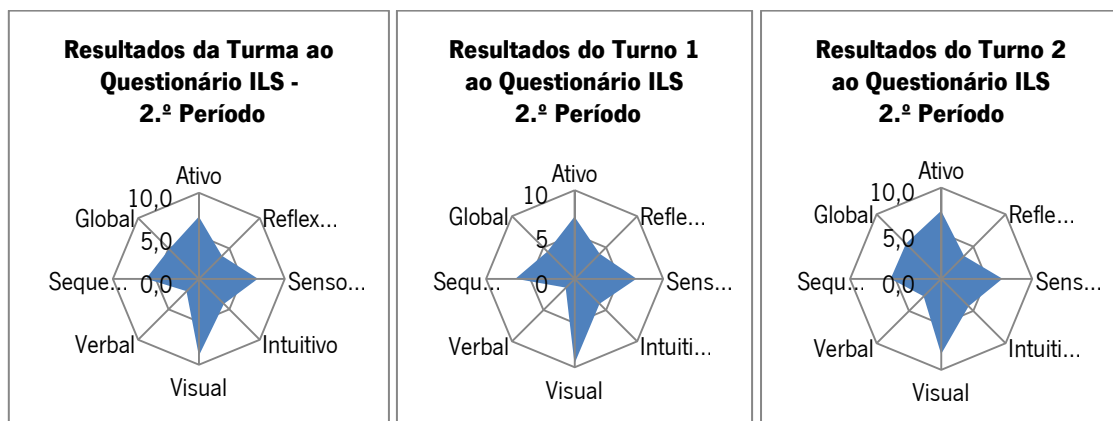 Resultados da Turma ao
Questionário ILS -
2.º Período
Ativo
10,0
Global
Reflex...
5,0
Seque...
0,0
Senso...
Verbal
Intuitivo
Visual
Resultados do Turno 1
ao Questionário ILS
2.º Período
Ativo
10
Global
Refle...
5
Sequ...
0
Sens...
Verbal
Intuiti...
Visual
Resultados do Turno 2
ao Questionário ILS
2.º Período
Ativo
10,0
Global
Refle...
5,0
Sequ...
0,0
Sens...
Verbal
Intuiti...
Visual